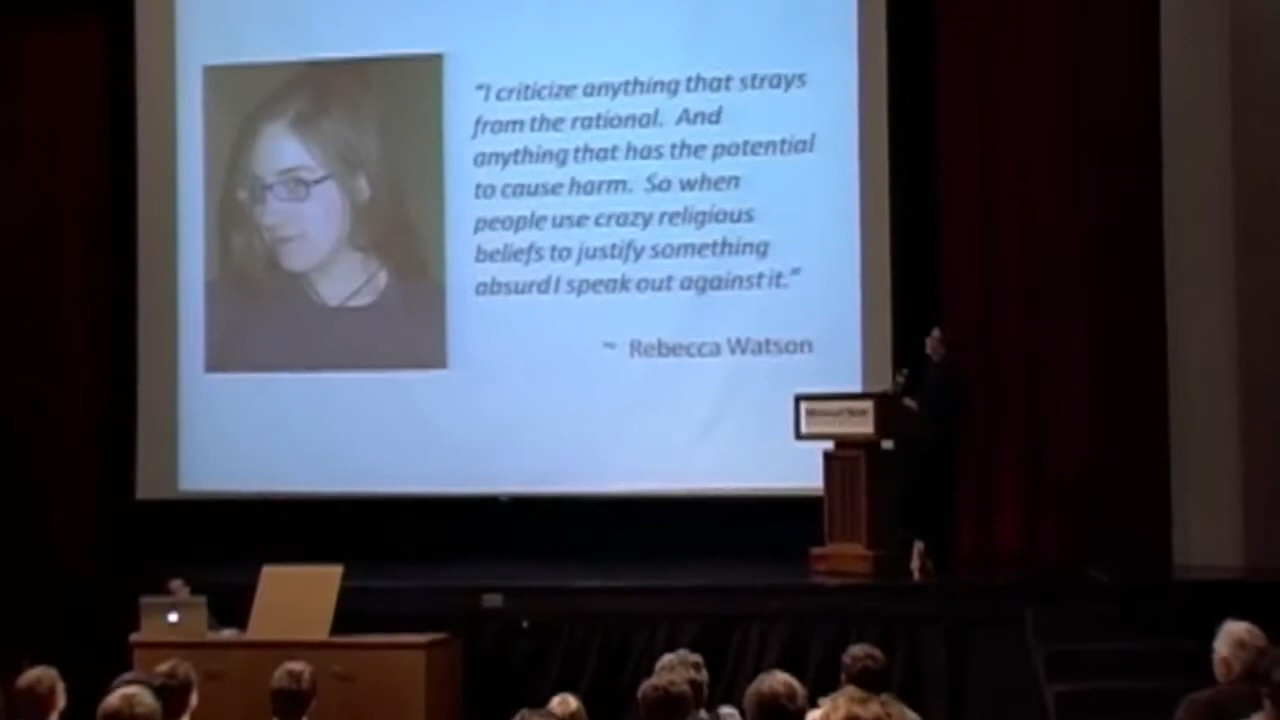 "I criticize anything that strays
from the rational. And
anything that has the potential
to cause harm. So when
people use crazy religious
beliefs to justify something
absurd I speak out against it."
~ Rebecca Watson